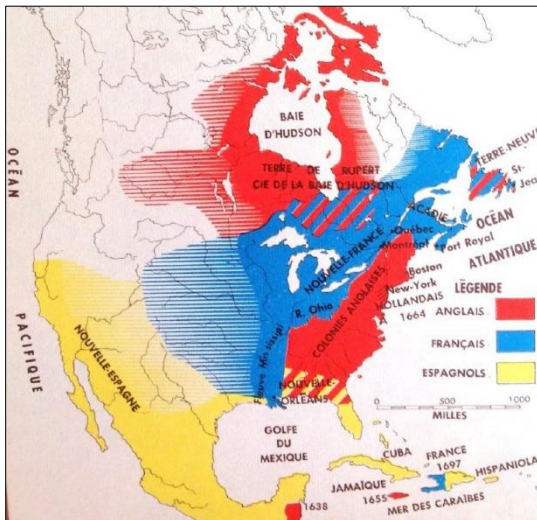 BAIE
D'HUDSON
TERRE DE RUPERT
CIE DE LA BAIE D'HUDSON
TERRE-NEUVE
St-
Jean
ACADIE
OCÉAN
ATLANTIQUE
Québec
Montréal
Port Royal
NOUVELLE-FRANCE
Boston
New-York
HOLLANDAIS
À 1664
COLONIES ANGLAISES
R. Ohio
Fleuve Mississipi
OCÉAN
PACIFIQUE
NOUVELLE-ESPAGNE
NOUVELLE-
ORLÉANS
LÉGENDE
ANGLAIS
FRANÇAIS
ESPAGNOLS
0 500 1000
MILLES
GOLFE
DU
MEXIQUE
CUBA
FRANCE
1697
HISPANIOLA
JAMAÏQUE
1655
MER DES CARAÏBES
1638